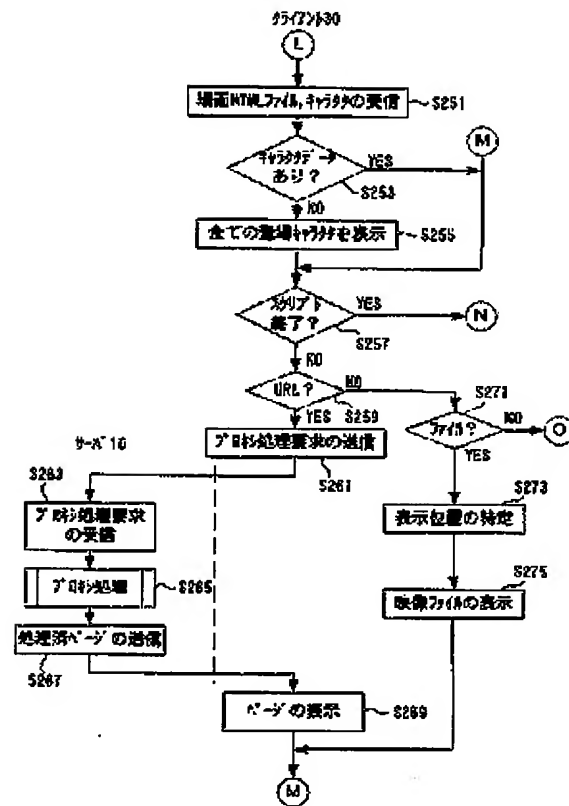 クライアント30
L
場面HTMLファイル,キャラクタの受信
S251
M
キャラクタデータ
あり?
YES
S253
NO
全ての登場キャラクタを表示
S255
スクリプト
終了?
YES
N
S257
NO
URL?
NO
S259
S271
YES
ファイル?
NO
O
サーバ10
プロキシ処理要求の送信
S261
YES
S263
プロキシ処理要求
の受信
S273
表示位置の特定
プロキシ処理
S265
S275
映像ファイルの表示
処理済ページの送信
S267
ページの表示
S269
M